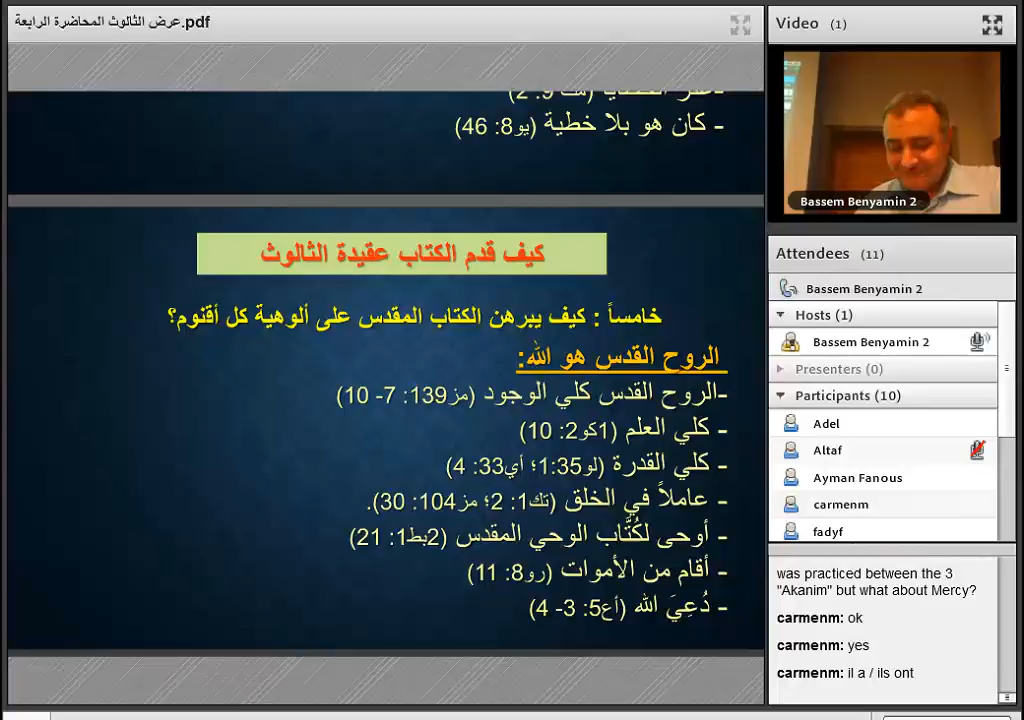 عرض الثالوث المحاضرة الرابعة.pdf
(مت 9: 2)
- كان هو بلا خطية (يو8: 46)
كيف قدم الكتاب عقيدة الثالوث
خامساً : كيف يبرهن الكتاب المقدس على ألوهية كل أقنوم؟
الروح القدس هو الله:
-الروح القدس كلي الوجود (مز139: 7- 10)
- كلي العلم (1كو2: 10)
- كلي القدرة (لو1:35؛ أي33: 4)
- عاملاً في الخلق (تك1: 2؛ مز104: 30).
- أوحى لكُتَّاب الوحي المقدس (2بط1: 21)
- أقام من الأموات (رو8: 11)
- دُعِيَ الله (أع5: 3- 4)
Video (1)
Bassem Benyamin 2
Attendees (11)
Bassem Benyamin 2
Hosts (1)
Bassem Benyamin 2
Presenters (0)
Participants (10)
Adel
Altaf
Ayman Fanous
carmenm
fadyf
was practiced between the 3
"Akanim" but what about Mercy?
carmenm: ok
carmenm: yes
carmenm: il a / ils ont